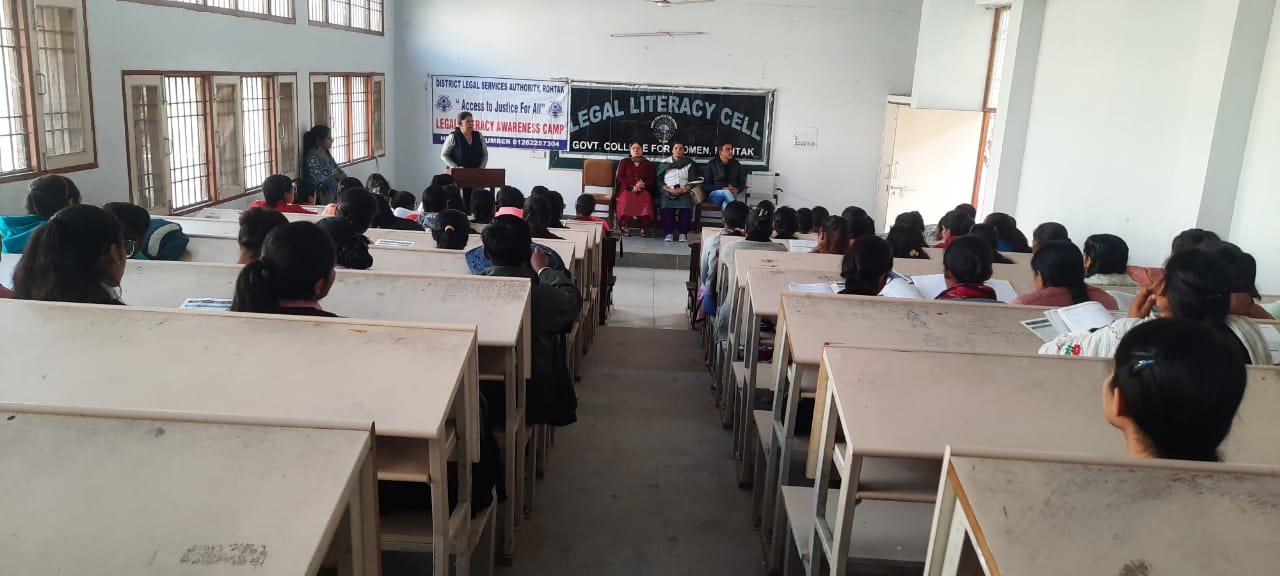 DISTRICT LEGAL SERVICES AUTHORITY, ROHTAK
"Access to Justice For All"
LEGAL LITERACY AWARENESS CAMP
NUMBER 01262257304
LEGAL LITERACY CELL
GOVT. COLLEGE FOR WOMEN, ROHTAK